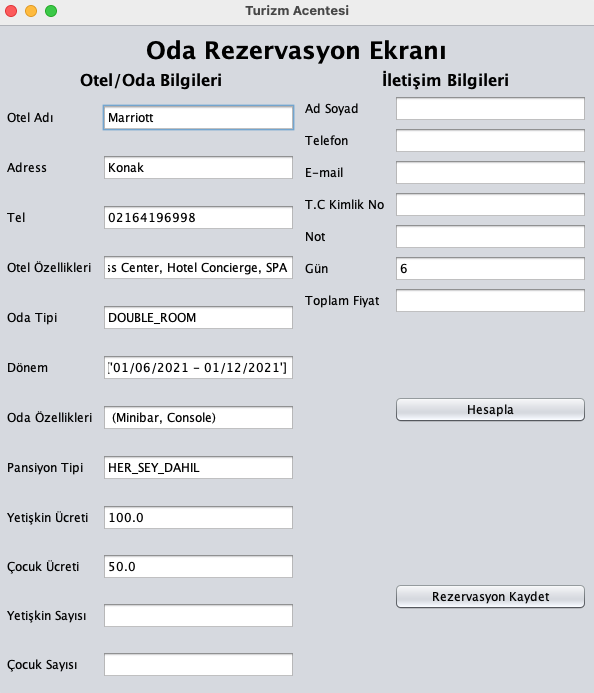 Turizm Acentesi
Oda Rezervasyon Ekranı
Otel/Oda Bilgileri
Otel Adı Marriott
Adress Konak
Tel 02164196998
Otel Özellikleri ss Center, Hotel Concierge, SPA
Oda Tipi DOUBLE_ROOM
Dönem ['01/06/2021 - 01/12/2021']
Oda Özellikleri (Minibar, Console)
Pansiyon Tipi HER_SEY_DAHIL
Yetişkin Ücreti 100.0
Çocuk Ücreti 50.0
Yetişkin Sayısı
Çocuk Sayısı
İletişim Bilgileri
Ad Soyad
Telefon
E-mail
T.C Kimlik No
Not
Gün 6
Toplam Fiyat
Hesapla
Rezervasyon Kaydet